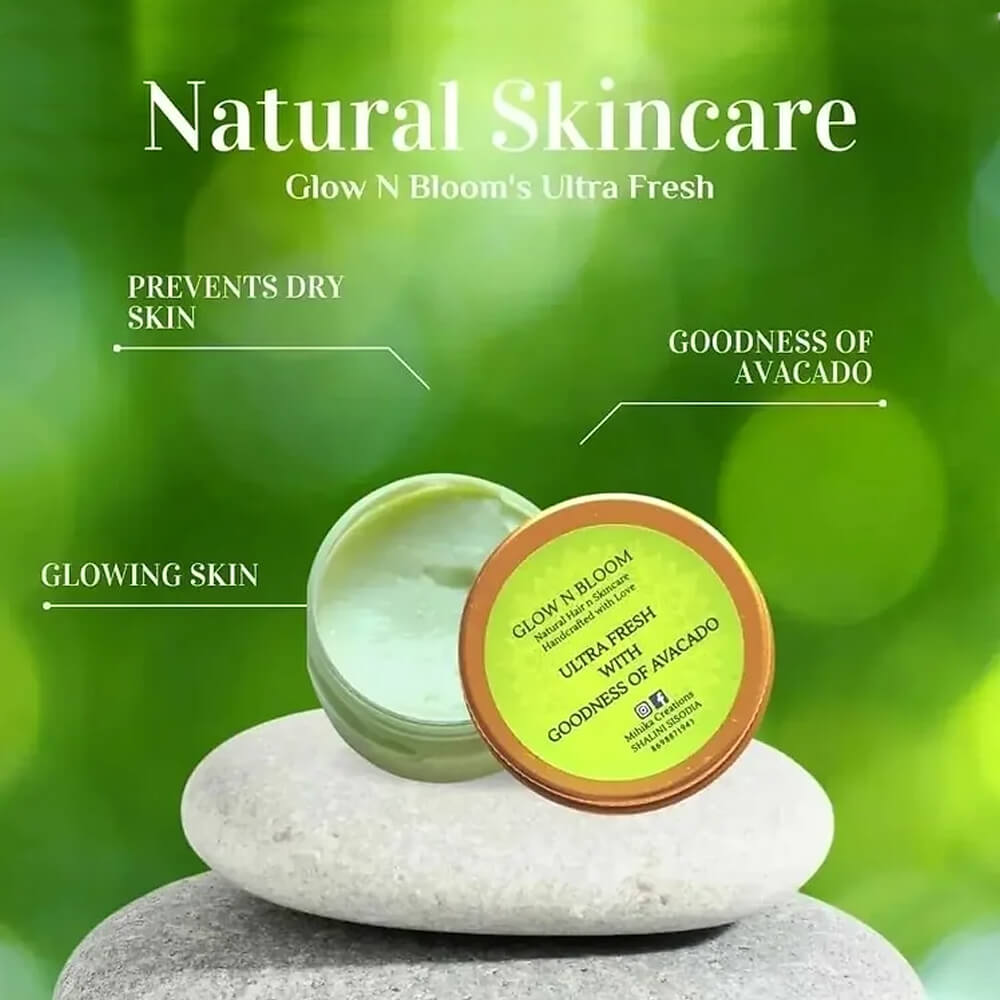 Natural Skincare
Glow N Bloom's Ultra Fresh
PREVENTS DRY
SKIN
GOODNESS OF
AVACADO
GLOWING SKIN
GLOW N BLOOM
Natural Hair n Skincare
Handcrafted with Love
ULTRA FRESH
WITH
GOODNESS OF AVACADO
Mihika Creations
SHALINI SISODIA
8698871947